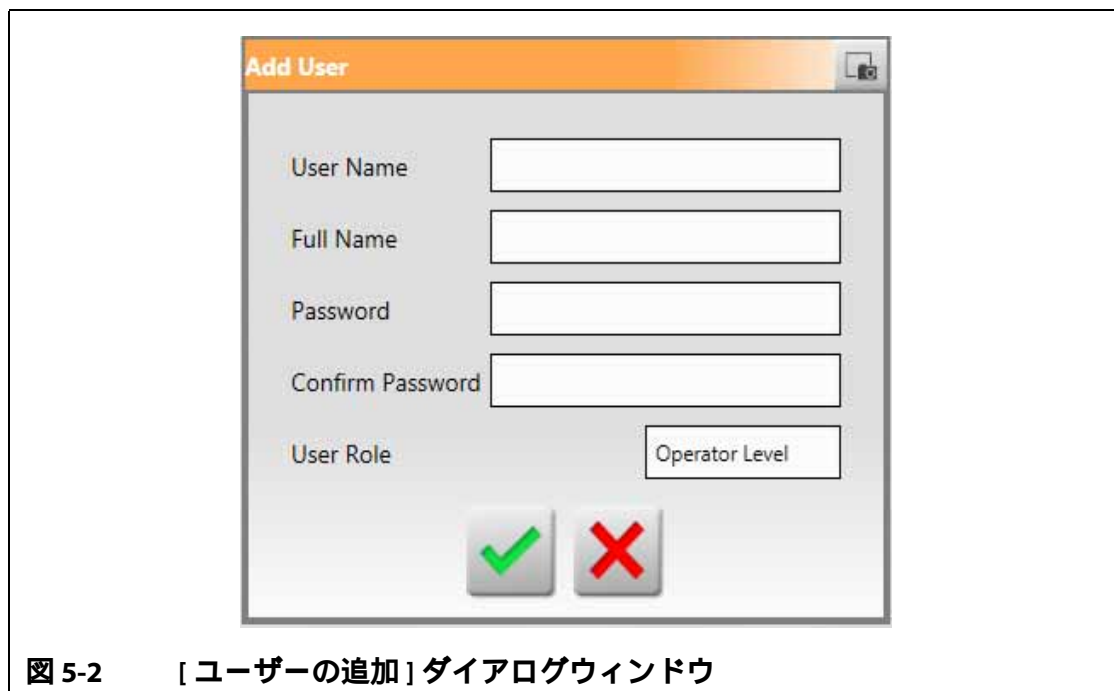 Add User
User Name
Full Name
Password
Confirm Password
User Role
Operator Level
図 5-2 [ ユーザーの追加 ] ダイアログウィンドウ